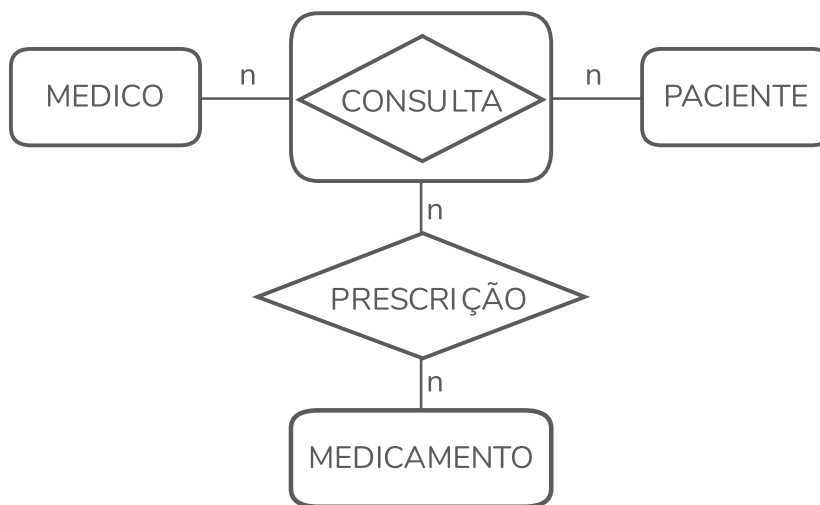 n
n
MEDICO
CONSULTA
PACIENTE
n
PRESCRIÇÃO
n
MEDICAMENTO